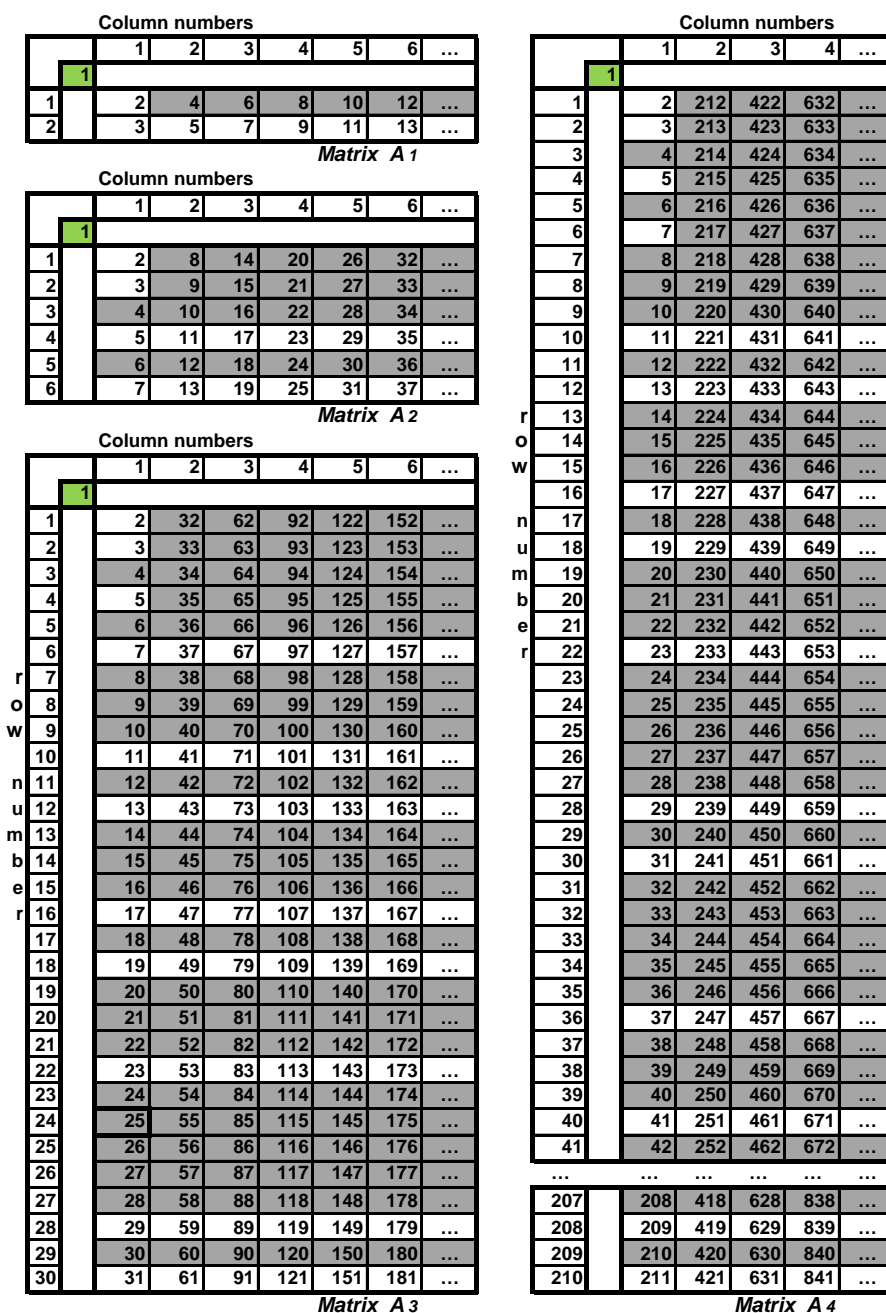 Column numbers
1 2 3 4 5 6 …
1
1 2 4 6 8 10 12 …
2 3 5 7 9 11 13 …
Matrix A 1
Column numbers
1 2 3 4 5 6 …
1
1 2 8 14 20 26 32 …
2 3 9 15 21 27 33 …
3 4 10 16 22 28 34 …
4 5 11 17 23 29 35 …
5 6 12 18 24 30 36 …
6 7 13 19 25 31 37 …
Matrix A 2
Column numbers
1 2 3 4 5 6 …
1
1 2 32 62 92 122 152 …
2 3 33 63 93 123 153 …
3 4 34 64 94 124 154 …
4 5 35 65 95 125 155 …
5 6 36 66 96 126 156 …
6 7 37 67 97 127 157 …
r 7 8 38 68 98 128 158 …
o 8 9 39 69 99 129 159 …
w 9 10 40 70 100 130 160 …
10 11 41 71 101 131 161 …
n 11 12 42 72 102 132 162 …
u 12 13 43 73 103 133 163 …
m 13 14 44 74 104 134 164 …
b 14 15 45 75 105 135 165 …
e 15 16 46 76 106 136 166 …
r 16 17 47 77 107 137 167 …
17 18 48 78 108 138 168 …
18 19 49 79 109 139 169 …
19 20 50 80 110 140 170 …
20 21 51 81 111 141 171 …
21 22 52 82 112 142 172 …
22 23 53 83 113 143 173 …
23 24 54 84 114 144 174 …
24 25 55 85 115 145 175 …
25 26 56 86 116 146 176 …
26 27 57 87 117 147 177 …
27 28 58 88 118 148 178 …
28 29 59 89 119 149 179 …
29 30 60 90 120 150 180 …
30 31 61 91 121 151 181 …
Matrix A 3
Column numbers
1 2 3 4 …
1
1 2 212 422 632 …
2 3 213 423 633 …
3 4 214 424 634 …
4 5 215 425 635 …
5 6 216 426 636 …
6 7 217 427 637 …
7 8 218 428 638 …
8 9 219 429 639 …
9 10 220 430 640 …
10 11 221 431 641 …
11 12 222 432 642 …
12 13 223 433 643 …
r 13 14 224 434 644 …
o 14 15 225 435 645 …
w 15 16 226 436 646 …
16 17 227 437 647 …
n 17 18 228 438 648 …
u 18 19 229 439 649 …
m 19 20 230 440 650 …
b 20 21 231 441 651 …
e 21 22 232 442 652 …
r 22 23 233 443 653 …
23 24 234 444 654 …
24 25 235 445 655 …
25 26 236 446 656 …
26 27 237 447 657 …
27 28 238 448 658 …
28 29 239 449 659 …
29 30 240 450 660 …
30 31 241 451 661 …
31 32 242 452 662 …
32 33 243 453 663 …
33 34 244 454 664 …
34 35 245 455 665 …
35 36 246 456 666 …
36 37 247 457 667 …
37 38 248 458 668 …
38 39 249 459 669 …
39 40 250 460 670 …
40 41 251 461 671 …
41 42 252 462 672 …
… … … … … …
207 208 418 628 838 …
208 209 419 629 839 …
209 210 420 630 840 …
210 211 421 631 841 …
Matrix A 4